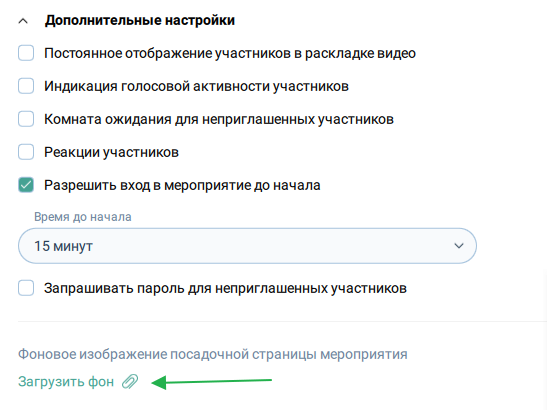 Дополнительные настройки
Постоянное отображение участников в раскладке видео
Индикация голосовой активности участников
Комната ожидания для неприглашенных участников
Реакции участников
Разрешить вход в мероприятие до начала
Время до начала
15 минут
Запрашивать пароль для неприглашенных участников
Фоновое изображение посадочной страницы мероприятия
Загрузить фон